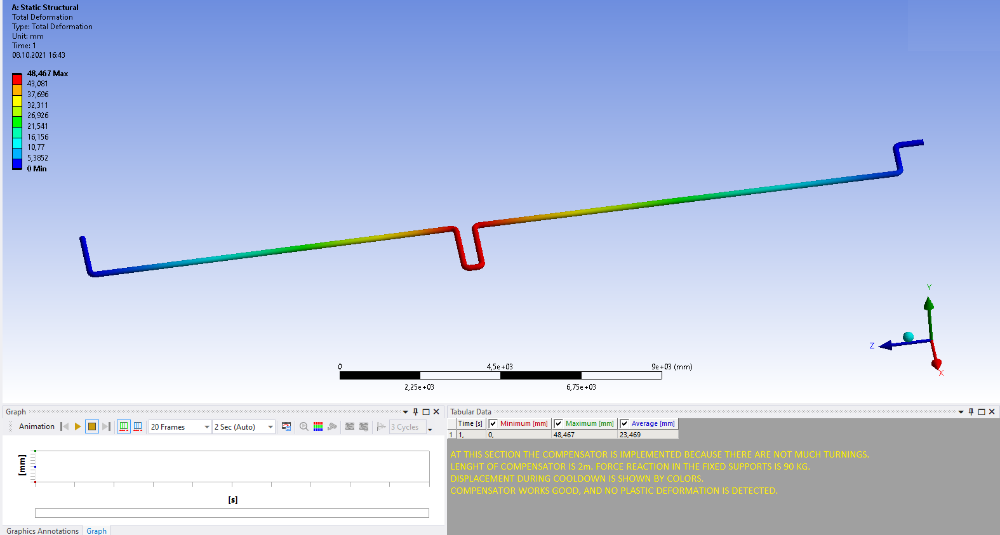 A: Static Structural
Total Deformation
Type: Total Deformation
Unit: mm
Time: 1
08.10.2021 16:43
48,467 Max
43,081
37,696
32,311
26,926
21,541
16,156
10,77
5,3852
0 Min
Y
Z
X
0 4,5e+03 9e+03 (mm)
2,25e+03 6,75e+03
Graph
Animation 20 Frames 2 Sec (Auto) 3 Cycles
[mm]
[s]
Graphics Annotations Graph
Tabular Data
Time [s] Minimum [mm] Maximum [mm] Average [mm]
1 1, 0, 48,467 23,469
AT THIS SECTION THE COMPENSATOR IS IMPLEMENTED BECAUSE THERE ARE NOT MUCH TURNINGS.
LENGHT OF COMPENSATOR IS 2m. FORCE REACTION IN THE FIXED SUPPORTS IS 90 KG.
DISPLACEMENT DURING COOLDOWN IS SHOWN BY COLORS.
COMPENSATOR WORKS GOOD, AND NO PLASTIC DEFORMATION IS DETECTED.